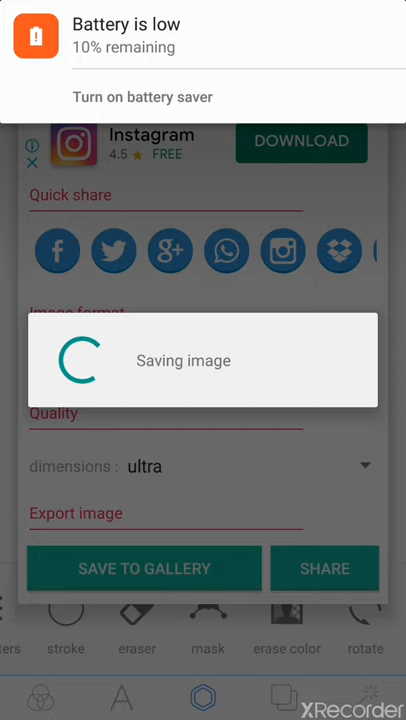 Battery is low
10% remaining
Turn on battery saver
Instagram
4.5 ★ FREE
DOWNLOAD
Quick share
Image format
Saving image
Quality
dimensions : ultra
Export image
SAVE TO GALLERY
SHARE
ters stroke eraser mask erase color rotate
XRecorder